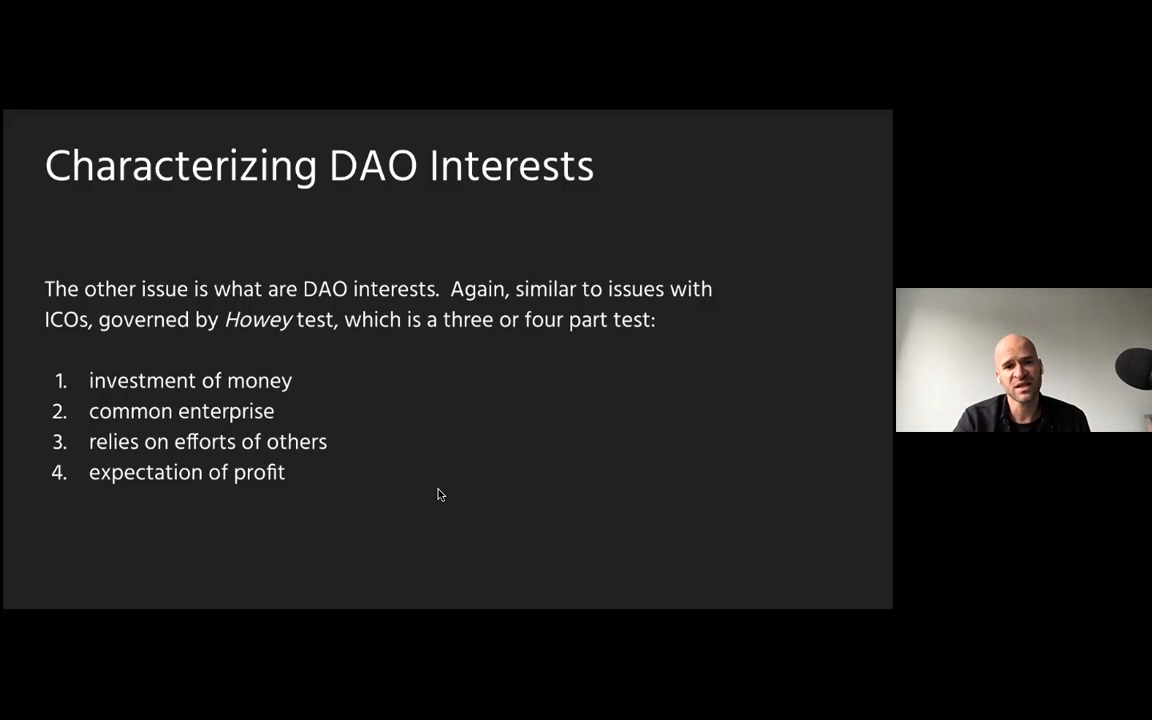 Characterizing DAO Interests
The other issue is what are DAO interests.  Again, similar to issues with
ICOs, governed by Howey test, which is a three or four part test:
1. investment of money
2. common enterprise
3. relies on efforts of others
4. expectation of profit